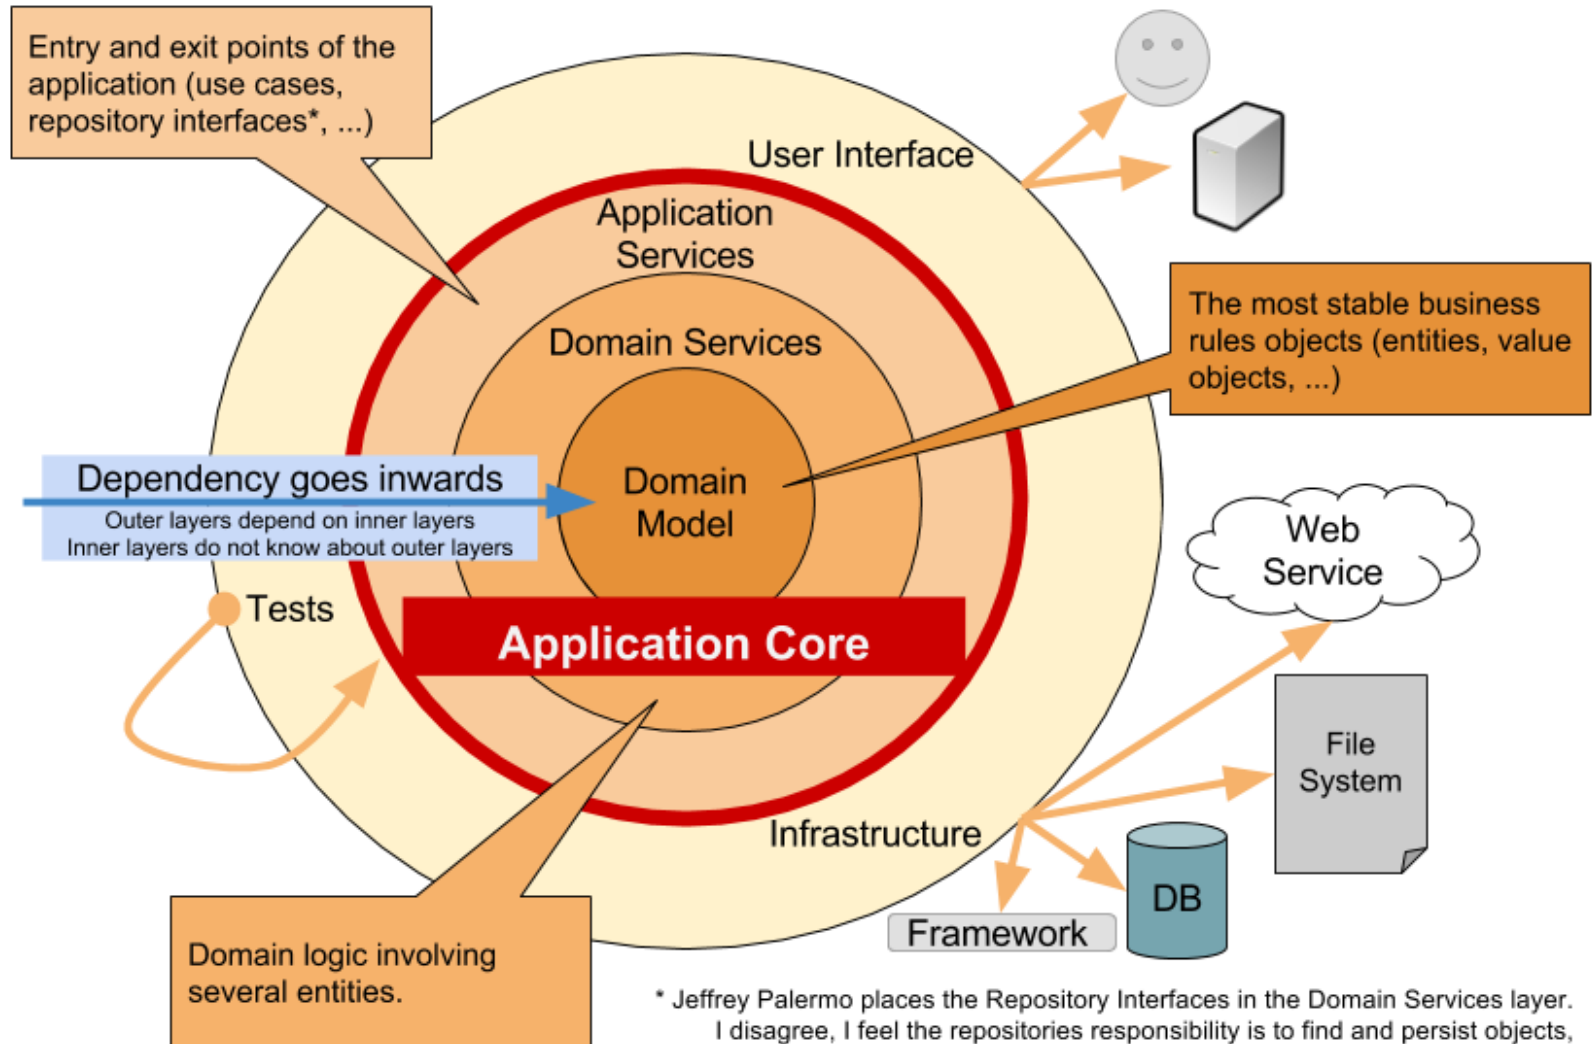 Entry and exit points of the
application (use cases,
repository interfaces*, ...)
User Interface
Application
Services
Domain Services
The most stable business
rules objects (entities, value
objects, ...)
Dependency goes inwards
Outer layers depend on inner layers
Inner layers do not know about outer layers
Domain
Model
Web
Service
Tests
Application Core
File
System
Infrastructure
DB
Framework
Domain logic involving
several entities.
* Jeffrey Palermo places the Repository Interfaces in the Domain Services layer.
I disagree, I feel the repositories responsibility is to find and persist objects,